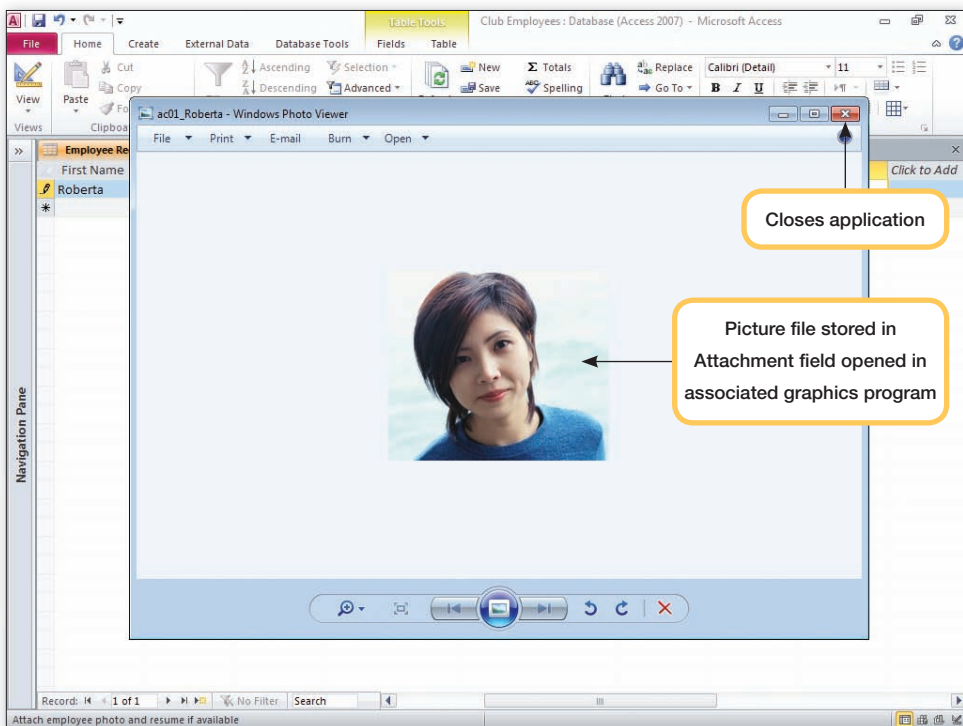 Table Tools
Club Employees : Database (Access 2007) - Microsoft Access
File Home Create External Data Database Tools Fields Table
Cut
Copy
Fo
View
Paste
Views
Clipboa
Ascending
Descending
Selection
Advanced
New
Save
Σ Totals
Spelling
Replace
Go To
Calibri (Detail)
11
B I U
ac01_Roberta - Windows Photo Viewer
File Print E-mail Burn Open
Employee Re
First Name
Click to Add
Roberta
Closes application
Picture file stored in
Attachment field opened in
associated graphics program
Navigation Pane
Record: 1 of 1 No Filter Search
Attach employee photo and resume if available